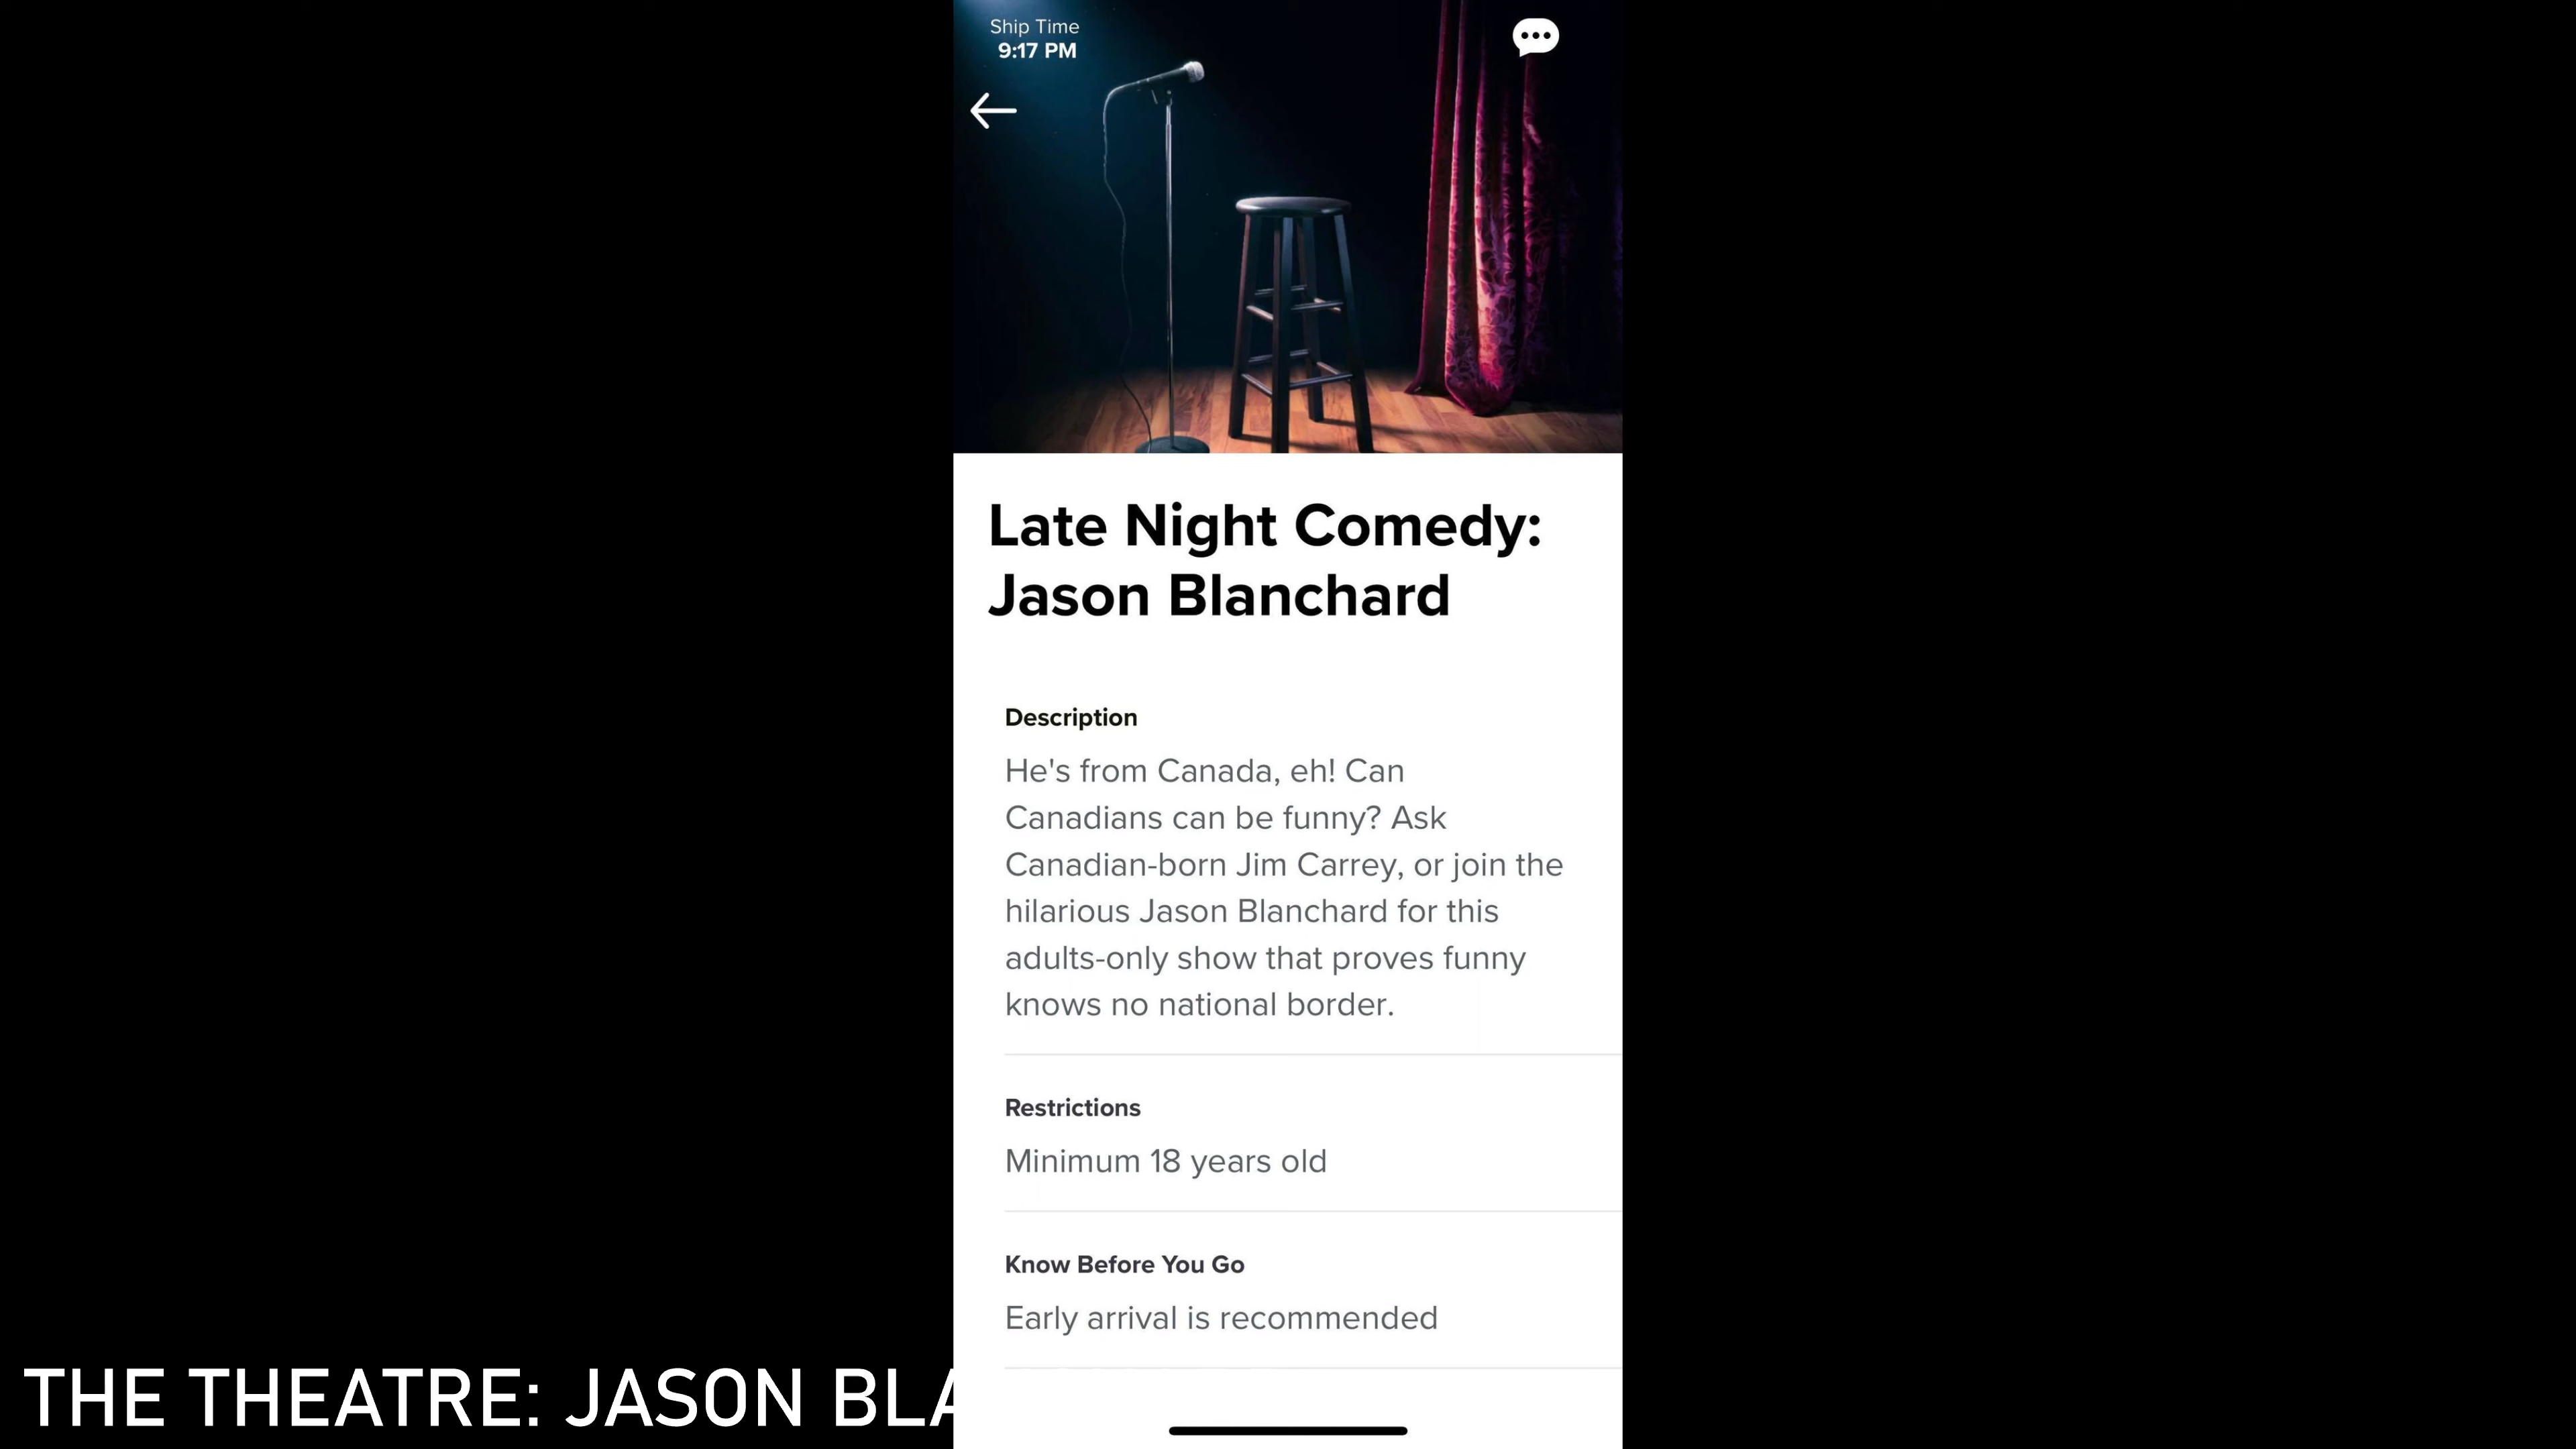 Ship Time
9:17 PM
Late Night Comedy:
Jason Blanchard
Description
He's from Canada, eh! Can
Canadians can be funny? Ask
Canadian-born Jim Carrey, or join the
hilarious Jason Blanchard for this
adults-only show that proves funny
knows no national border.
Restrictions
Minimum 18 years old
Know Before You Go
Early arrival is recommended
THE THEATRE: JASON BLA